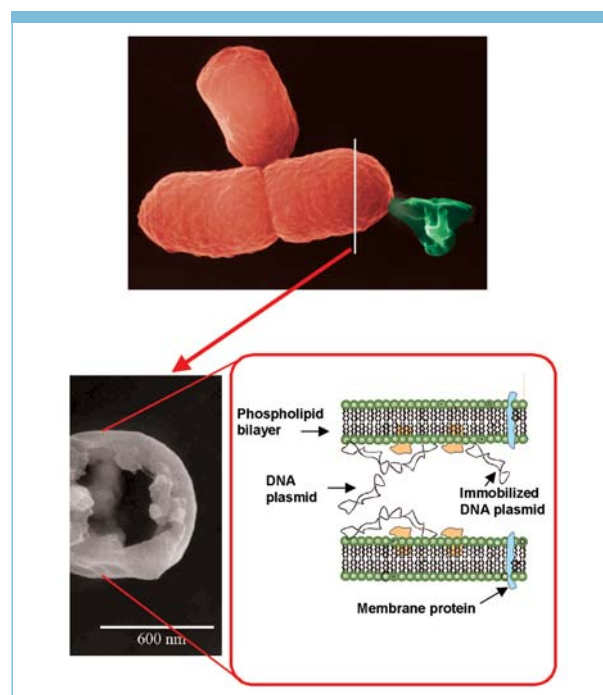 Phospholipid
bilayer
DNA
plasmid
Immobilized
DNA plasmid
Membrane protein
600 nm